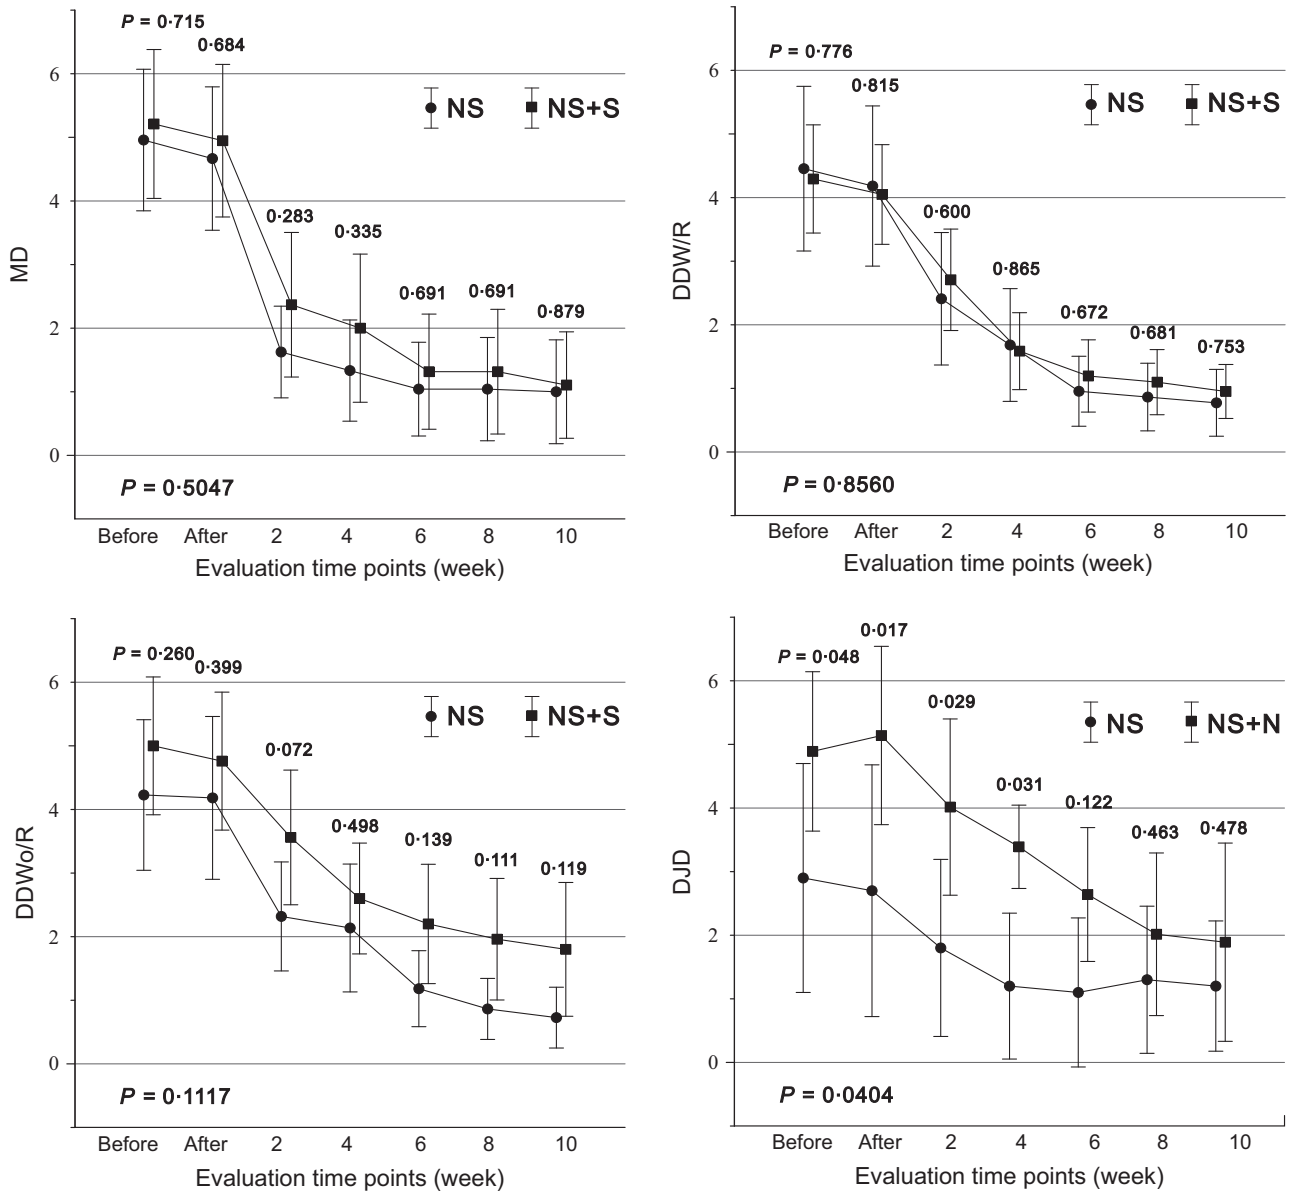 P = 0·715
0·684
6
NS NS+S
4
0·283
0·335
MD
0·691
0·691
0·879
2
0
P = 0·5047
Before After 2 4 6 8 10
Evaluation time points (week)
P = 0·776
0·815
6
NS NS+S
4
0·600
0·865
DDW/R
0·672
0·681
0·753
2
0
P = 0·8560
Before After 2 4 6 8 10
Evaluation time points (week)
P = 0·260
0·399
6
NS NS+S
0·072
4
0·498
0·139
0·111
0·119
DDWo/R
2
0
P = 0·1117
Before After 2 4 6 8 10
Evaluation time points (week)
0·017
P = 0·048
6
0·029
NS NS+N
0·031
0·122
4
0·463
0·478
DJD
2
0
P = 0·0404
Before After 2 4 6 8 10
Evaluation time points (week)